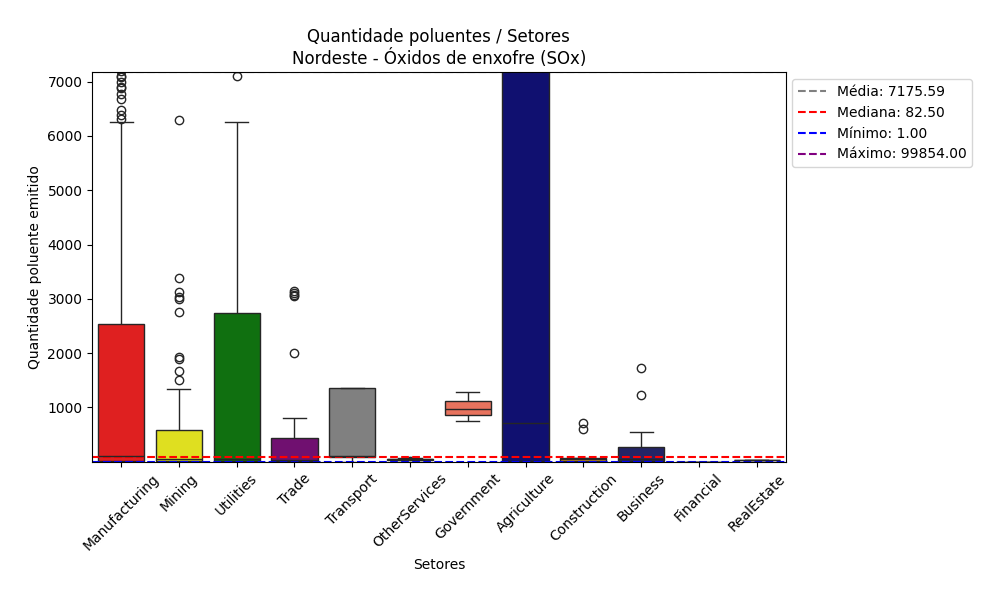 Quantidade poluentes / Setores
Nordeste - Óxidos de enxofre (SOx)
Quantidade poluente emitido
7000
6000
5000
4000
3000
2000
1000
Manufacturing
Mining
Utilities
Trade
Transport
OtherServices
Government
Agriculture
Construction
Business
Financial
RealEstate
Setores
Média: 7175.59
Mediana: 82.50
Mínimo: 1.00
Máximo: 99854.00